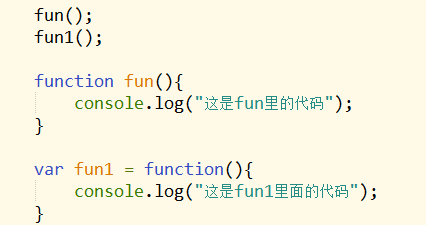 fun();
fun1();
function fun(){
console.log("这是fun里的代码");
}
var fun1 = function(){
console.log("这是fun1里面的代码");
}